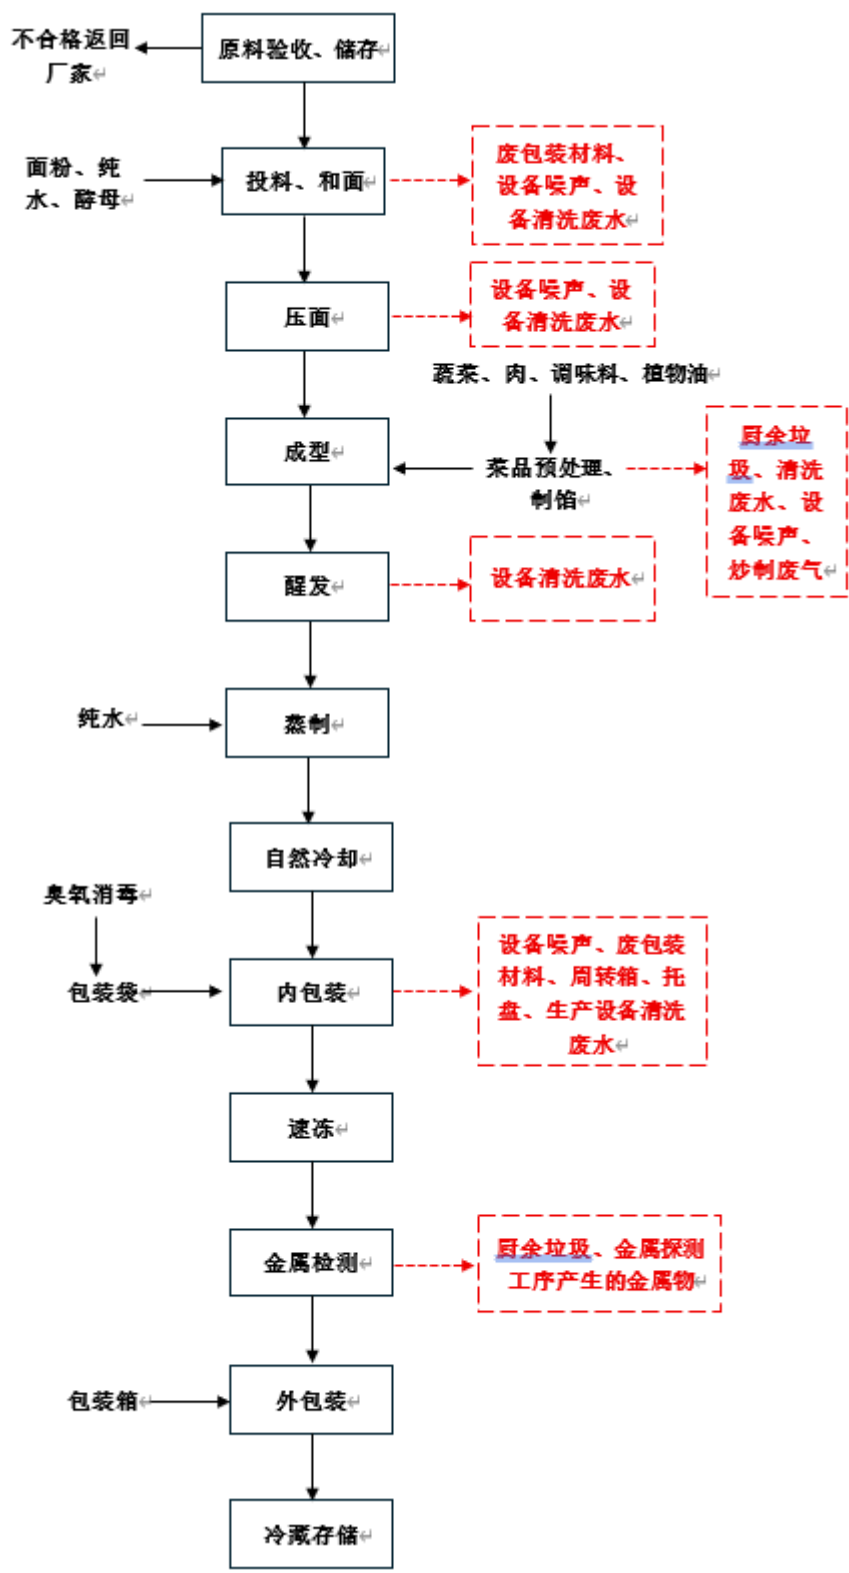 不合格返回
厂家
原料验收、储存
面粉、纯
水、酵母
投料、和面
废包装材料、
设备噪声、设
备清洗废水
压面
设备噪声、设
备清洗废水
蔬菜、肉、调味料、植物油
成型
菜品预处理、
制馅
厨余垃
圾、清洗
废水、设
备噪声、
炒制废气
醒发
设备清洗废水
纯水
蒸制
自然冷却
臭氧消毒
包装袋
内包装
设备噪声、废包装
材料、周转箱、托
盘、生产设备清洗
废水
速冻
金属检测
厨余垃圾、金属探测
工序产生的金属物
包装箱
外包装
冷藏存储